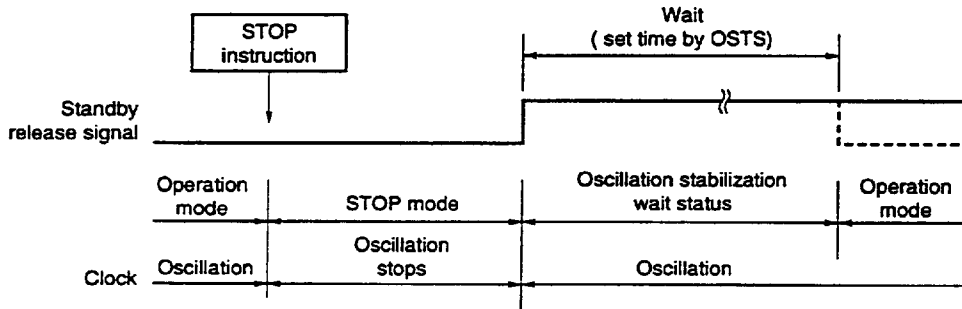 STOP
instruction
Wait
( set time by OSTS)
Standby
release signal
Operation
mode
STOP mode
Oscillation stabilization
wait status
Operation
mode
Clock
Oscillation
Oscillation
stops
Oscillation